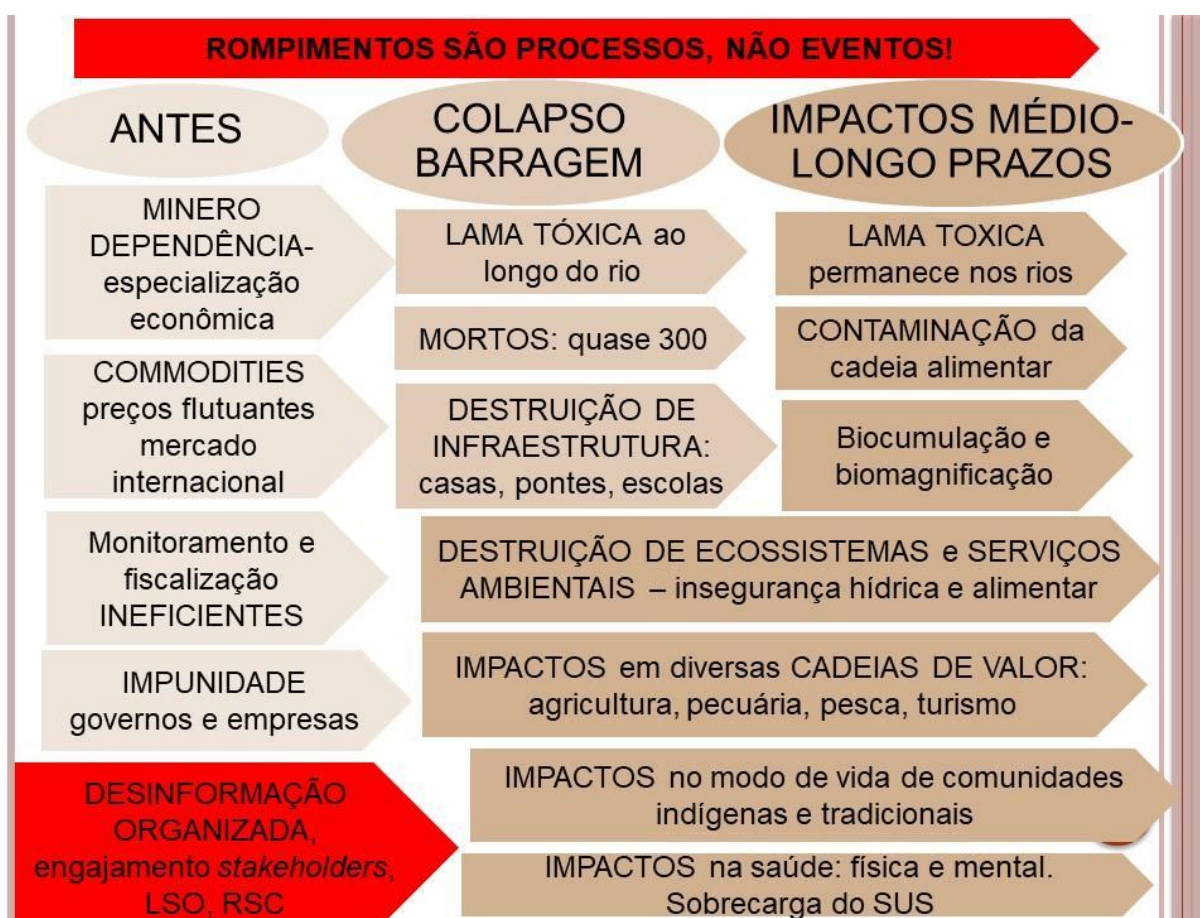 ROMPIMENTOS SÃO PROCESSOS, NÃO EVENTOS!
ANTES
MINERO
DEPENDÊNCIA-
especialização
econômica
COMMODITIES
preços flutuantes
mercado
internacional
Monitoramento e
fiscalização
INEFICIENTES
IMPUNIDADE
governos e empresas
DESINFORMAÇÃO
ORGANIZADA,
engajamento stakeholders,
LSO, RSC
COLAPSO
BARRAGEM
LAMA TÓXICA ao
longo do rio
MORTOS: quase 300
DESTRUIÇÃO DE
INFRAESTRUTURA:
casas, pontes, escolas
IMPACTOS MÉDIO-
LONGO PRAZOS
LAMA TOXICA
permanece nos rios
CONTAMINAÇÃO da
cadeia alimentar
Biocumulação e
biomagnificação
DESTRUIÇÃO DE ECOSSISTEMAS e SERVIÇOS
AMBIENTAIS – insegurança hídrica e alimentar
IMPACTOS em diversas CADEIAS DE VALOR:
agricultura, pecuária, pesca, turismo
IMPACTOS no modo de vida de comunidades
indígenas e tradicionais
IMPACTOS na saúde: física e mental.
Sobrecarga do SUS